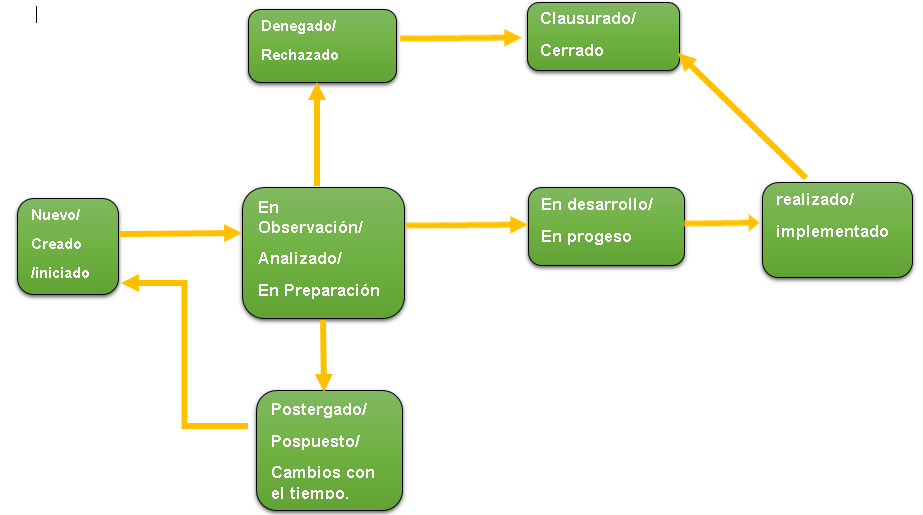 Denegado/
Rechazado
Clausurado/
Cerrado
Nuevo/
Creado
/iniciado
En
Observación/
Analizado/
En Preparación
En desarrollo/
En progeso
realizado/
implementado
Postergado/
Pospuesto/
Cambios con
el tiempo.